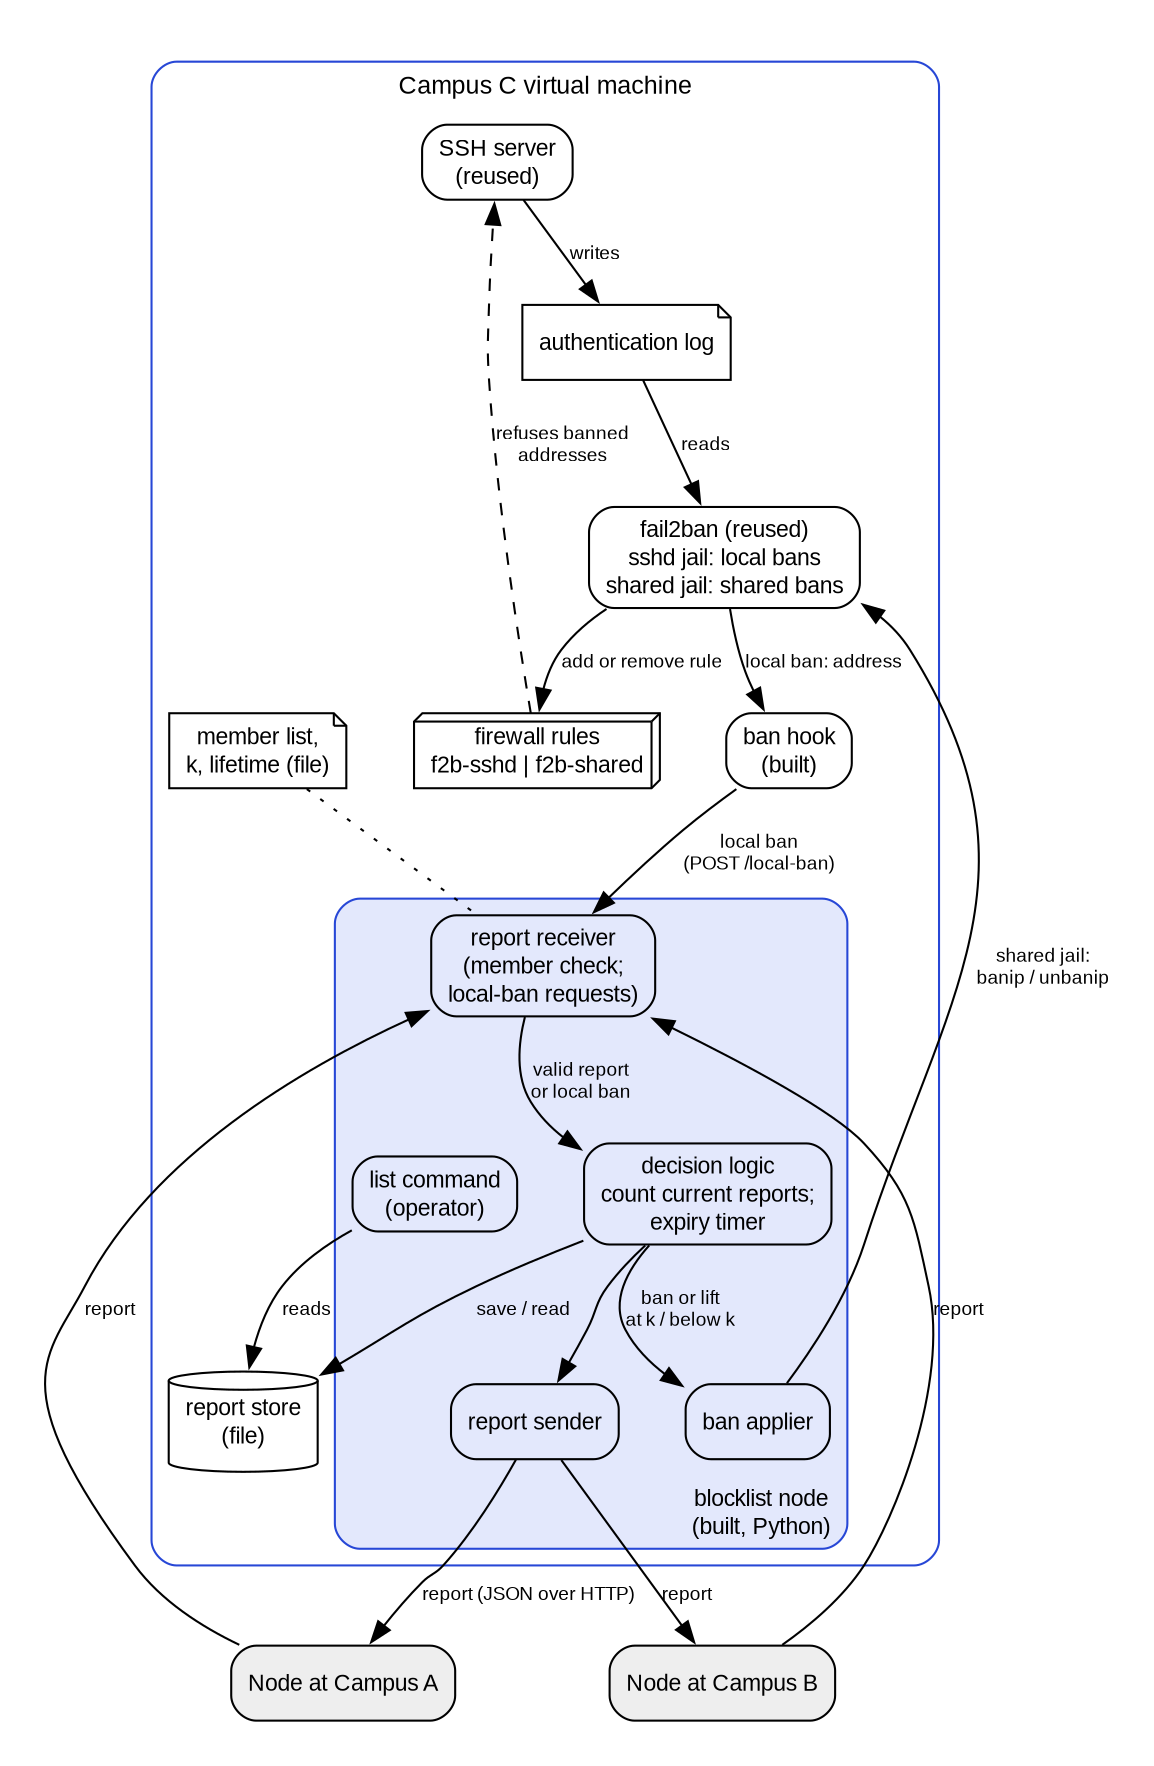 Campus C virtual machine
SSH server
(reused)
writes
authentication log
refuses banned
addresses
reads
fail2ban (reused)
sshd jail: local bans
shared jail: shared bans
add or remove rule
local ban: address
member list,
k, lifetime (file)
firewall rules
f2b-sshd | f2b-shared
ban hook
(built)
local ban
(POST /local-ban)
report receiver
(member check;
local-ban requests)
shared jail:
banip / unbanip
valid report
or local ban
list command
(operator)
decision logic
count current reports;
expiry timer
report
reads
save / read
ban or lift
at k / below k
report
report store
(file)
report sender
ban applier
blocklist node
(built, Python)
report (JSON over HTTP)
report
Node at Campus A
Node at Campus B